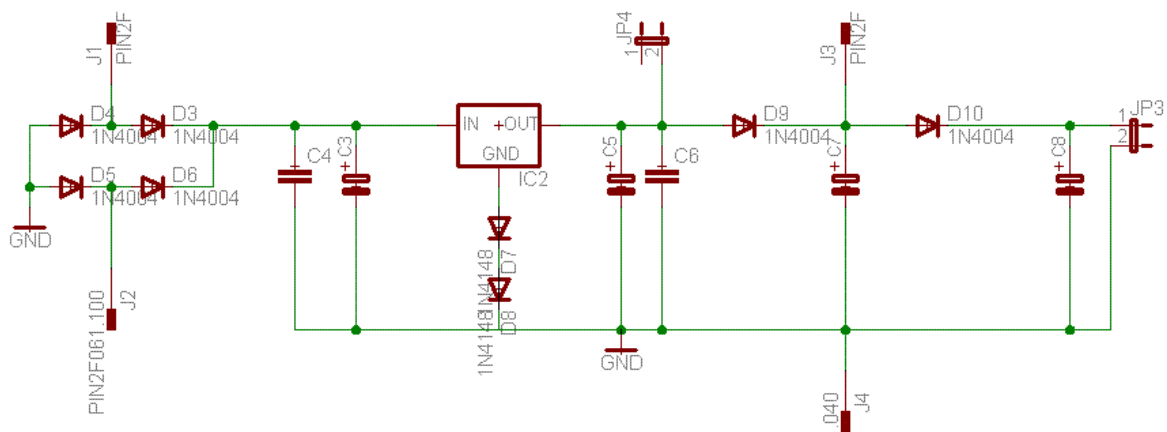 J1
PIN2F
JP4
1
2
J3
PIN2F
D4
1N4004
D3
1N4004
C4
C3
+
IN
+OUT
GND
IC2
C5
+
C6
D9
1N4004
C7
+
D10
1N4004
C8
+
1
2
JP3
D5
1N4004
D6
1N4004
GND
J2
PIN2F061.100
D7
1N4148
D8
1N4148
GND
J4
.040